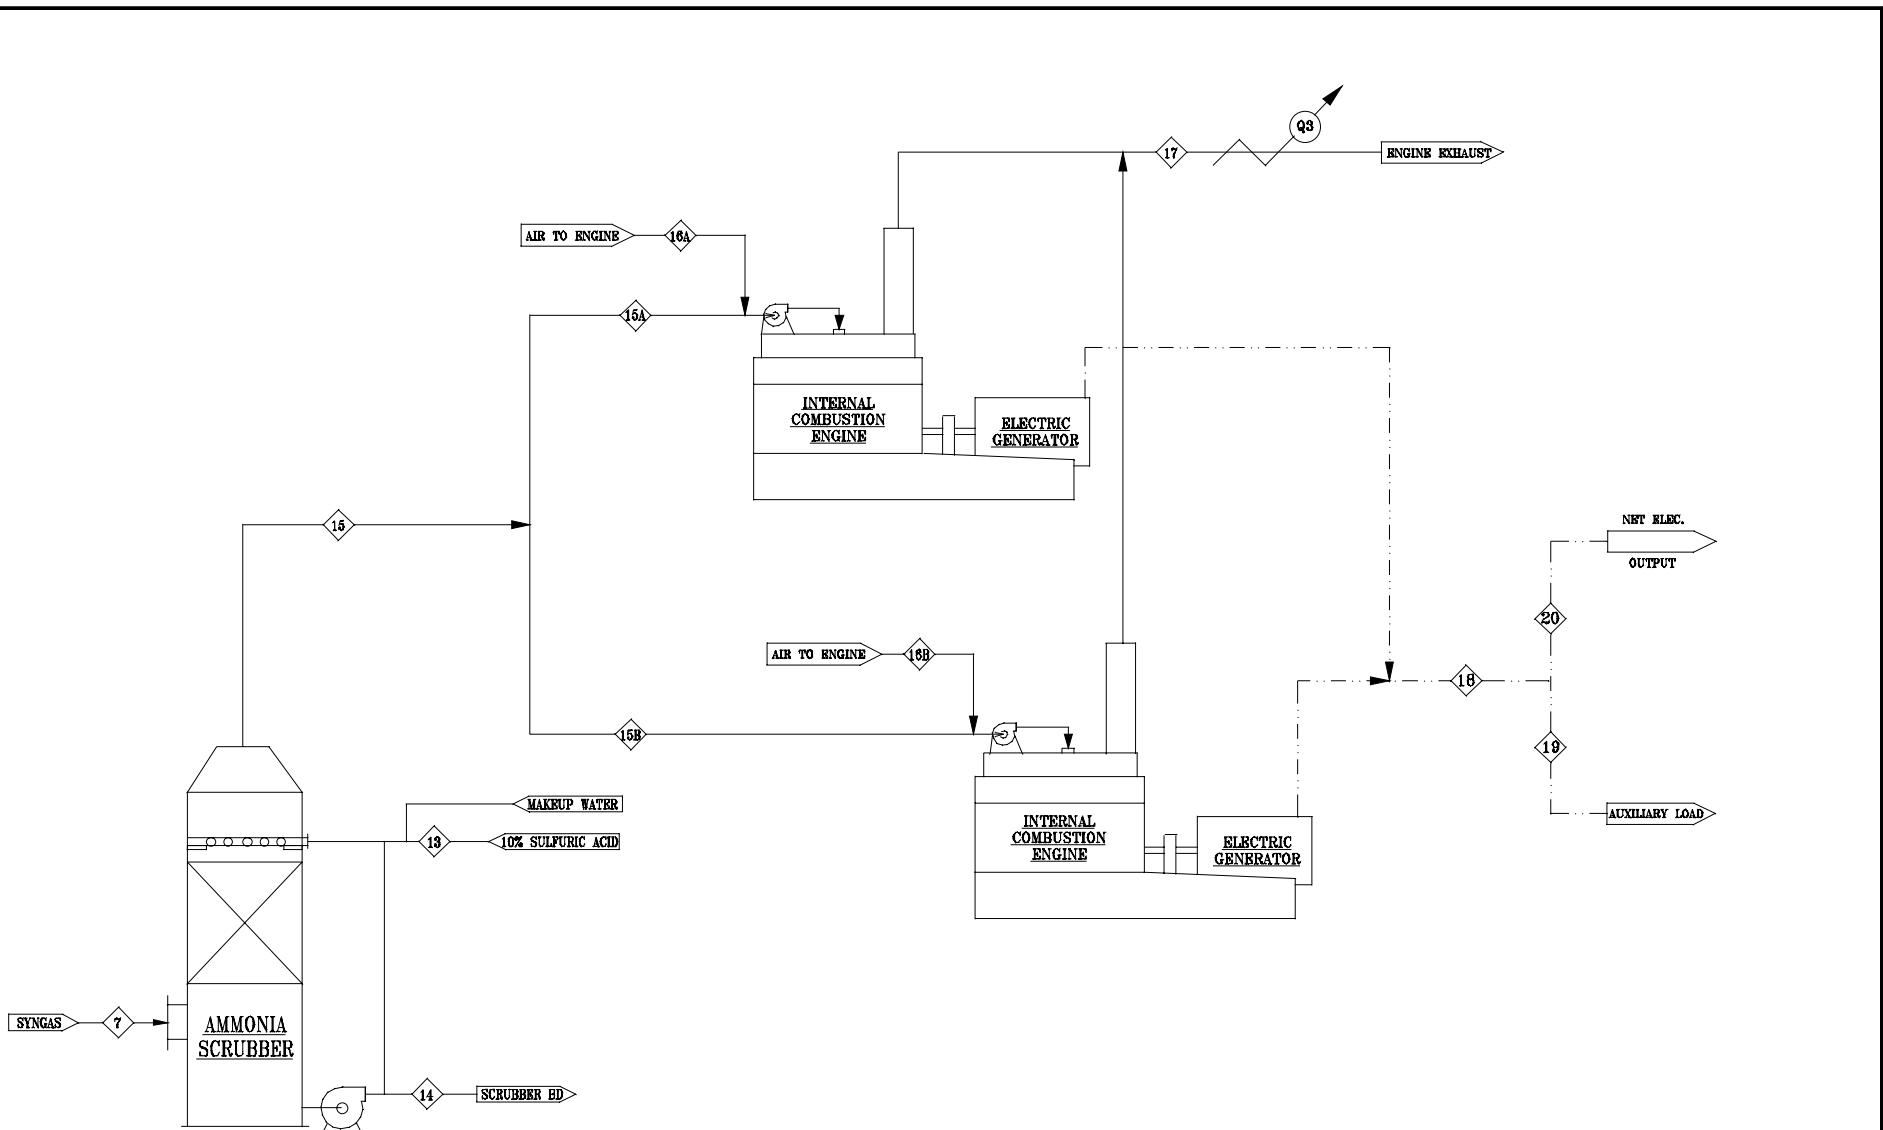 Q3
17
ENGINE EXHAUST
AIR TO ENGINE
16A
15A
INTERNAL
COMBUSTION
ENGINE
ELECTRIC
GENERATOR
15
NET ELEC.
OUTPUT
20
AIR TO ENGINE
16B
18
15B
19
MAKEUP WATER
AUXILIARY LOAD
INTERNAL
COMBUSTION
ENGINE
ELECTRIC
GENERATOR
13
10% SULFURIC ACID
SYNGAS
7
AMMONIA
SCRUBBER
14
SCRUBBER BD